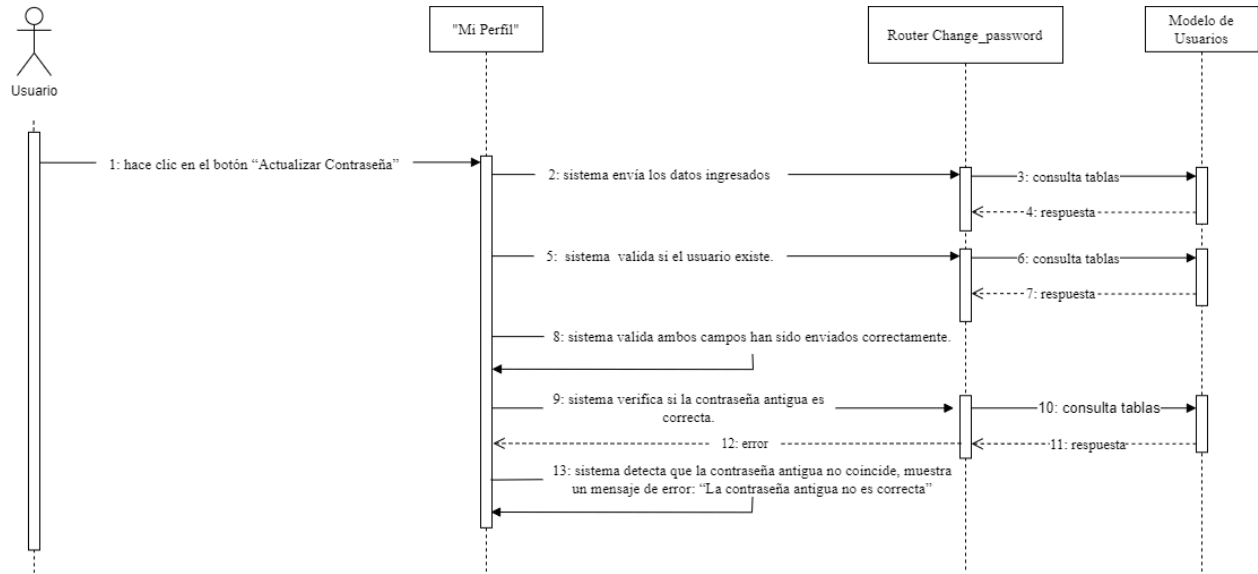 "Mi Perfil"
Router Change_password
Modelo de
Usuarios
Usuario
1: hace clic en el botón “Actualizar Contraseña”
2: sistema envía los datos ingresados
3: consulta tablas
4: respuesta
5:  sistema  valida si el usuario existe.
6: consulta tablas
7: respuesta
8: sistema valida ambos campos han sido enviados correctamente.
9: sistema verifica si la contraseña antigua es
correcta.
10: consulta tablas
11: respuesta
12: error
13: sistema detecta que la contraseña antigua no coincide, muestra
un mensaje de error: “La contraseña antigua no es correcta”